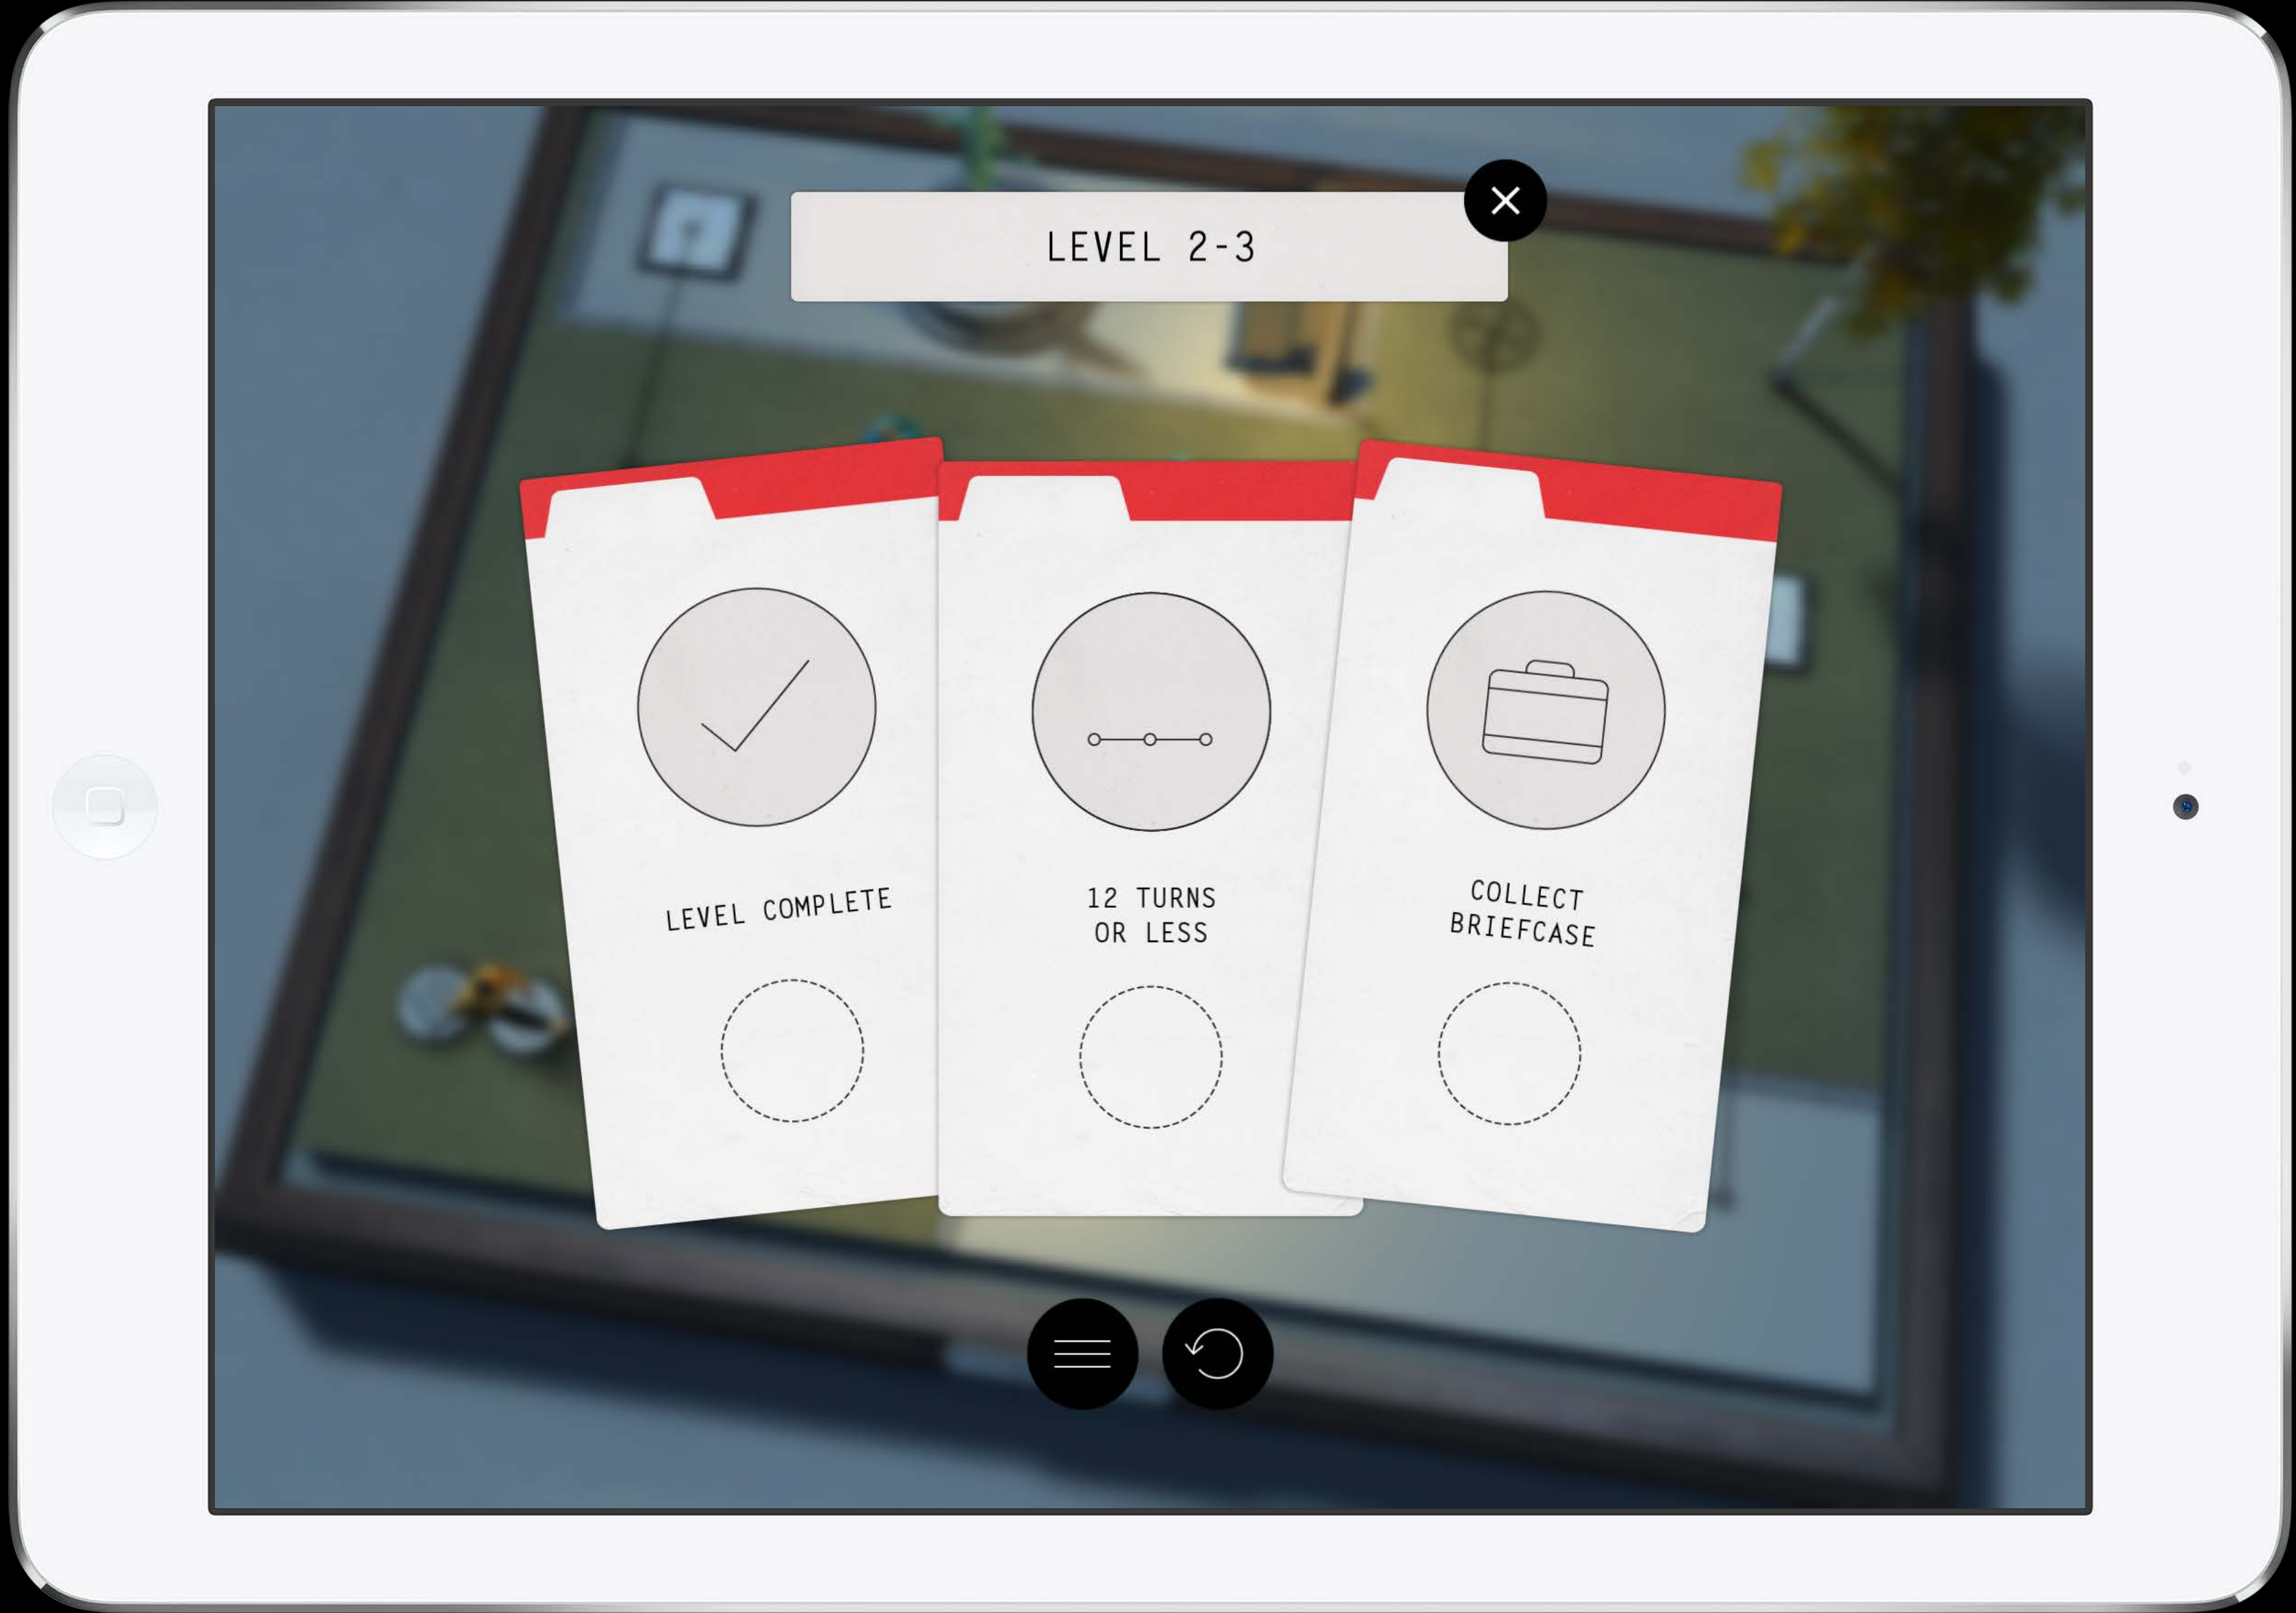 LEVEL 2-3
LEVEL COMPLETE
12 TURNS
OR LESS
COLLECT
BRIEFCASE